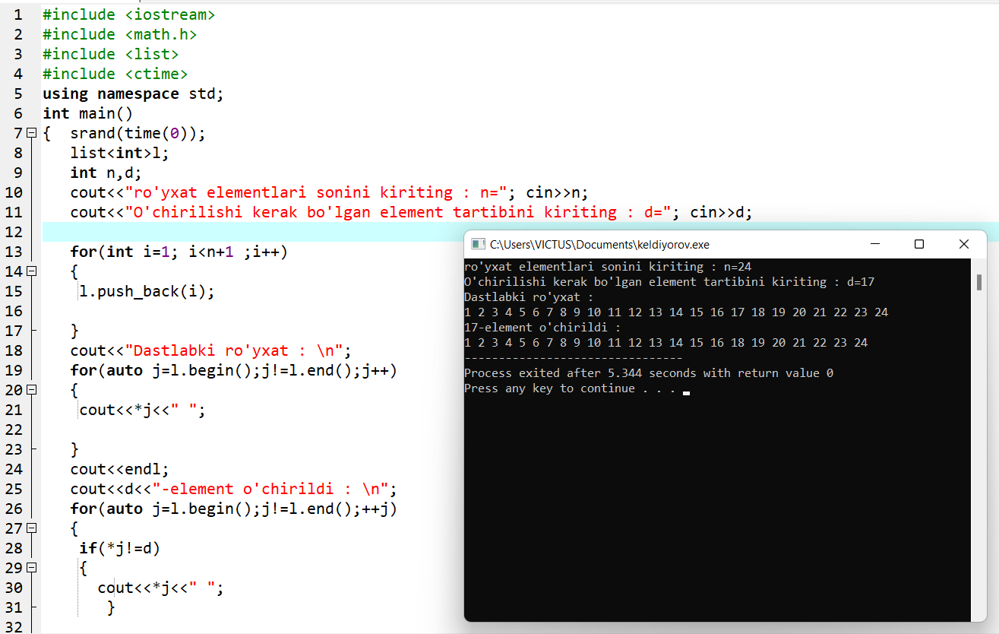 1 #include <iostream>
2 #include <math.h>
3 #include <list>
4 #include <ctime>
5 using namespace std;
6 int main()
7 { srand(time(0));
8 list<int>l;
9 int n,d;
10 cout<<"ro'yxat elementlari sonini kiriting : n="; cin>>n;
11 cout<<"O'chirilishi kerak bo'lgan element tartibini kiriting : d="; cin>>d;
12
13 for(int i=1; i<n+1 ;i++)
14 {
15 l.push_back(i);
16
17 }
18 cout<<"Dastlabki ro'yxat : \n";
19 for(auto j=l.begin();j!=l.end();j++)
20 {
21 cout<<*j<<" ";
22
23 }
24 cout<<endl;
25 cout<<d<<"-element o'chirildi : \n";
26 for(auto j=l.begin();j!=l.end();++j)
27 {
28 if(*j!=d)
29 {
30 cout<<*j<<" ";
31 }
32
C:\Users\VICTUS\Documents\keldiyorov.exe
ro'yxat elementlari sonini kiriting : n=24
O'chirilishi kerak bo'lgan element tartibini kiriting : d=17
Dastlabki ro'yxat :
1 2 3 4 5 6 7 8 9 10 11 12 13 14 15 16 17 18 19 20 21 22 23 24
17-element o'chirildi :
1 2 3 4 5 6 7 8 9 10 11 12 13 14 15 16 18 19 20 21 22 23 24
--------------------------------
Process exited after 5.344 seconds with return value 0
Press any key to continue . . .